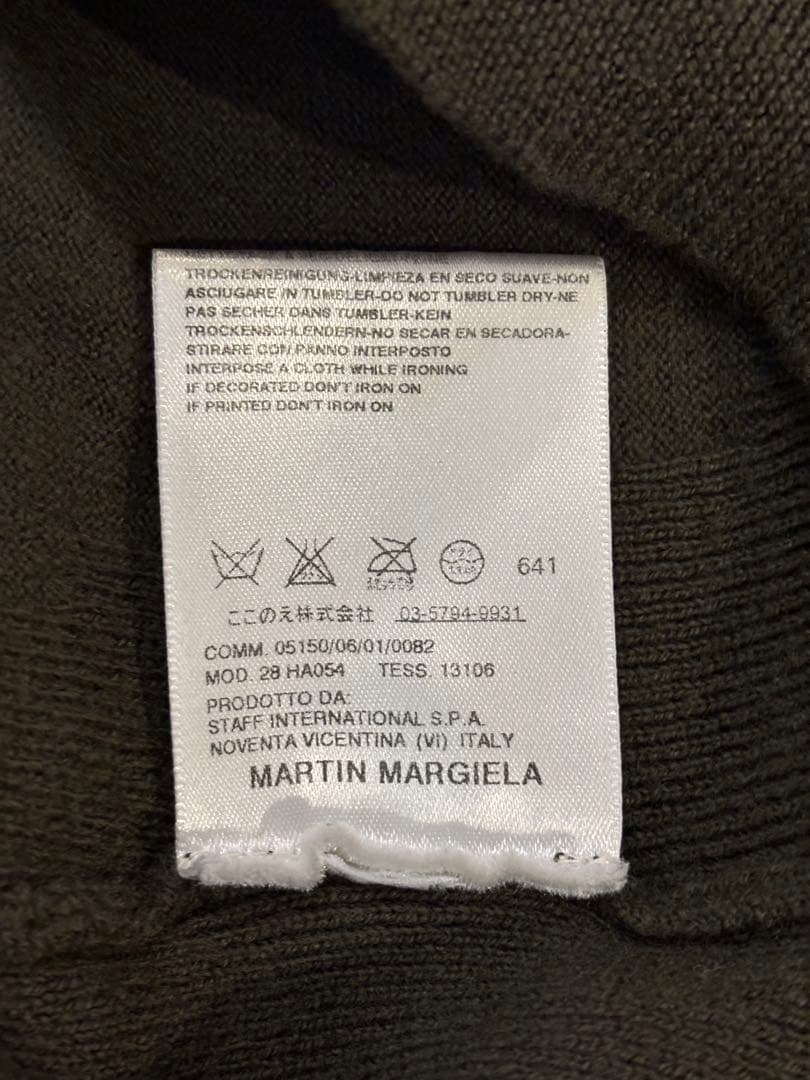 TROCKENREINIGUNG-LIMPIEZA EN SECO SUAVE-NON
ASCIUGARE IN TUMBLER-DO NOT TUMBLER DRY-NE
PAS SECHER DANS TUMBLER-KEIN
TROCKENSCHLENDERN-NO SECAR EN SECADORA-
STIRARE CON PANNO INTERPOSTO
INTERPOSE A CLOTH WHILE IRONING
IF DECORATED DON'T IRON ON
IF PRINTED DON'T IRON ON
641
ここのえ株式会社 03-5794-9931
COMM. 05150/06/01/0082
MOD. 28 HA054 TESS. 13106
PRODOTTO DA:
STAFF INTERNATIONAL S.P.A.
NOVENTA VICENTINA (VI) ITALY
MARTIN MARGIELA